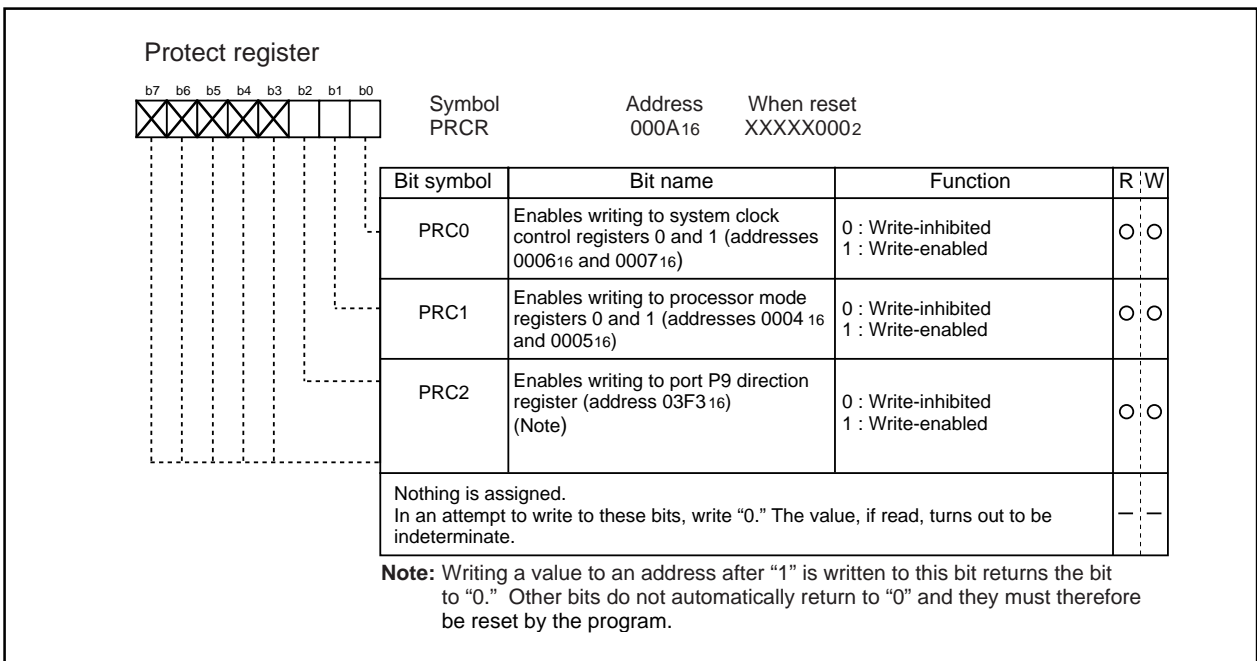 Protect register
b7 b6 b5 b4 b3 b2 b1 b0
Symbol Address When reset
PRCR 000A16 XXXXX0002
Bit symbol Bit name Function R W
PRC0 Enables writing to system clock control registers 0 and 1 (addresses 000616 and 000716) 0 : Write-inhibited 1 : Write-enabled O O
PRC1 Enables writing to processor mode registers 0 and 1 (addresses 0004 16 and 000516) 0 : Write-inhibited 1 : Write-enabled O O
PRC2 Enables writing to port P9 direction register (address 03F3 16) (Note) 0 : Write-inhibited 1 : Write-enabled O O
Nothing is assigned.
In an attempt to write to these bits, write “0.” The value, if read, turns out to be
indeterminate. – –
Note: Writing a value to an address after “1” is written to this bit returns the bit
to “0.” Other bits do not automatically return to “0” and they must therefore
be reset by the program.